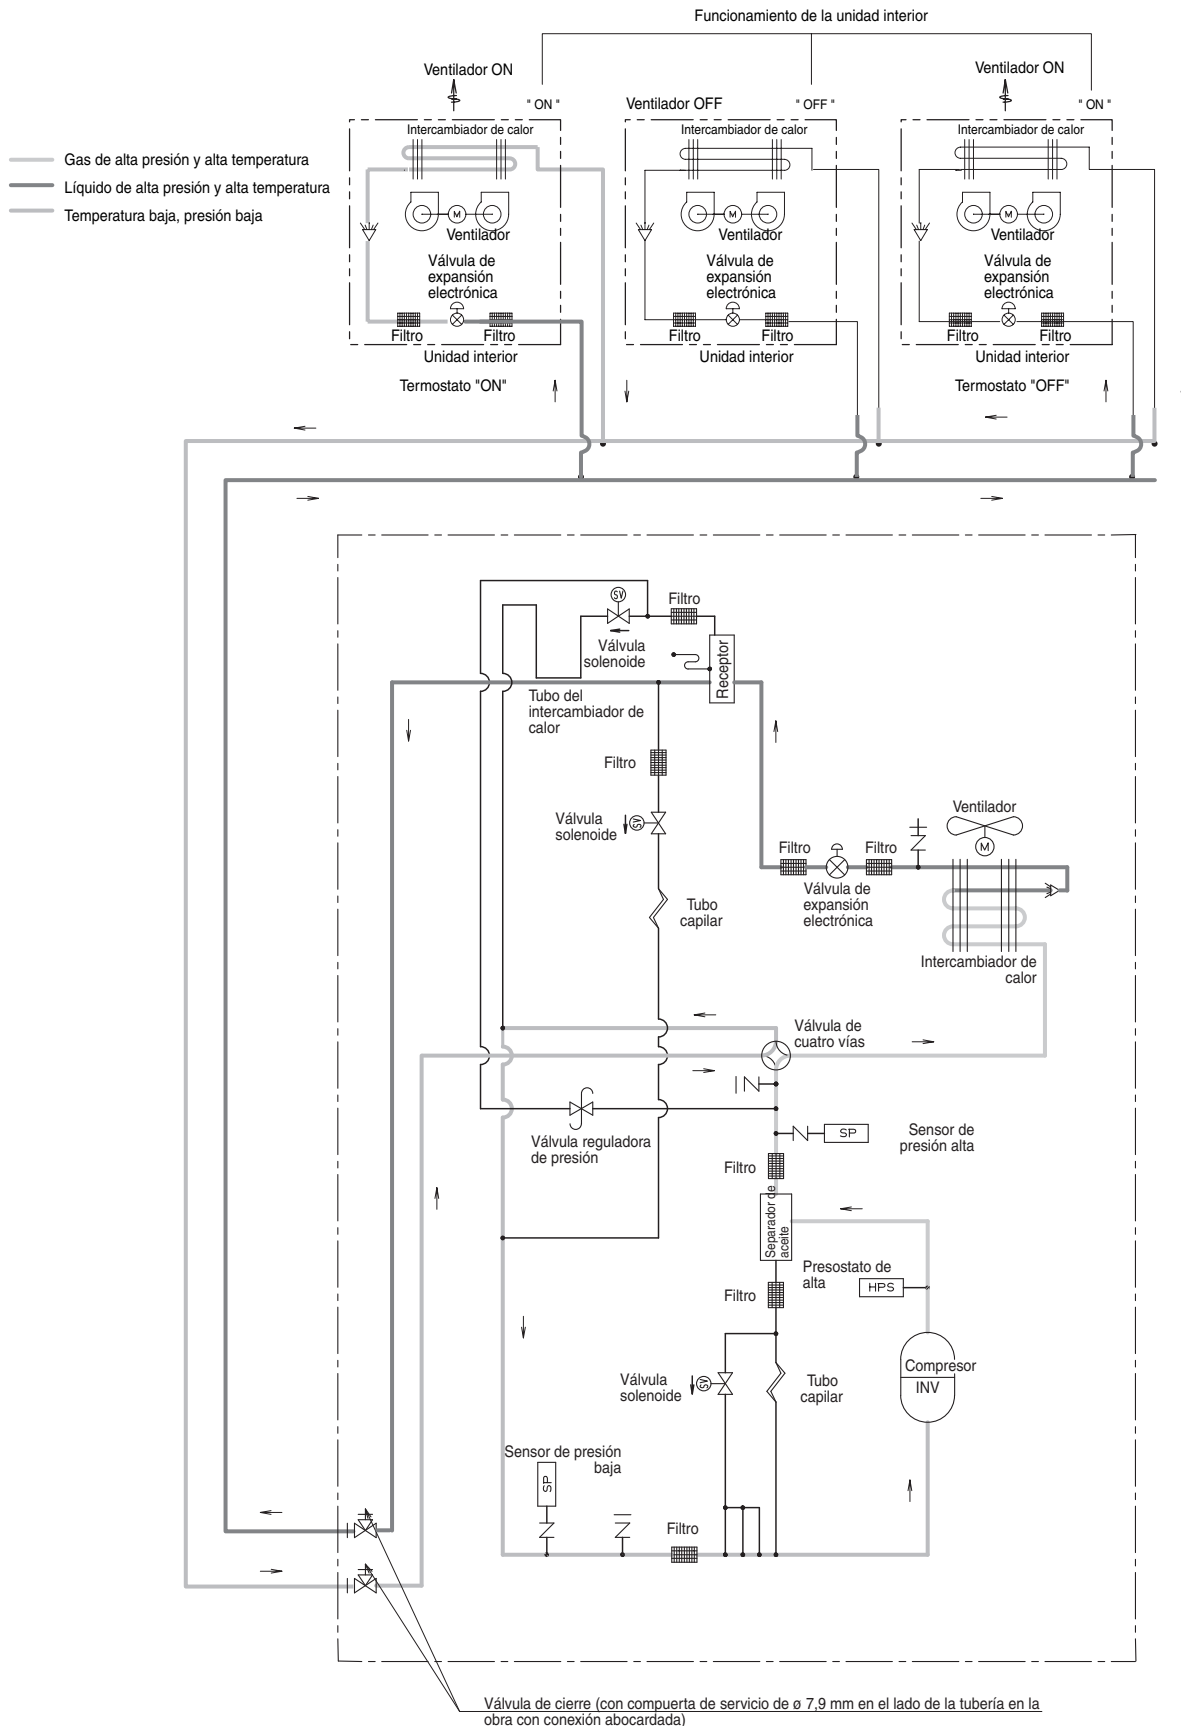 Funcionamiento de la unidad interior
Ventilador ON
" ON "
Ventilador OFF
" OFF "
Ventilador ON
" ON "
Gas de alta presión y alta temperatura
Líquido de alta presión y alta temperatura
Temperatura baja, presión baja
Intercambiador de calor
M
Ventilador
Válvula de
expansión
electrónica
Filtro
Filtro
Unidad interior
Termostato "ON"
Intercambiador de calor
M
Ventilador
Válvula de
expansión
electrónica
Filtro
Filtro
Unidad interior
Intercambiador de calor
M
Ventilador
Válvula de
expansión
electrónica
Filtro
Filtro
Unidad interior
Termostato "OFF"
SV
Filtro
Válvula
solenoide
Receptor
Tubo del
intercambiador de
calor
Filtro
Válvula
solenoide
SV
Tubo
capilar
Ventilador
M
Filtro
Filtro
Válvula de
expansión
electrónica
Intercambiador de
calor
Válvula de
cuatro vías
Válvula reguladora
de presión
SP
Sensor de
presión alta
Filtro
Separador de
aceite
Presostato de
alta
HPS
Filtro
Compresor
INV
Válvula
solenoide
SV
Tubo
capilar
Sensor de presión
baja
SP
Filtro
Válvula de cierre (con compuerta de servicio de ø 7,9 mm en el lado de la tubería en la
obra con conexión abocardada)